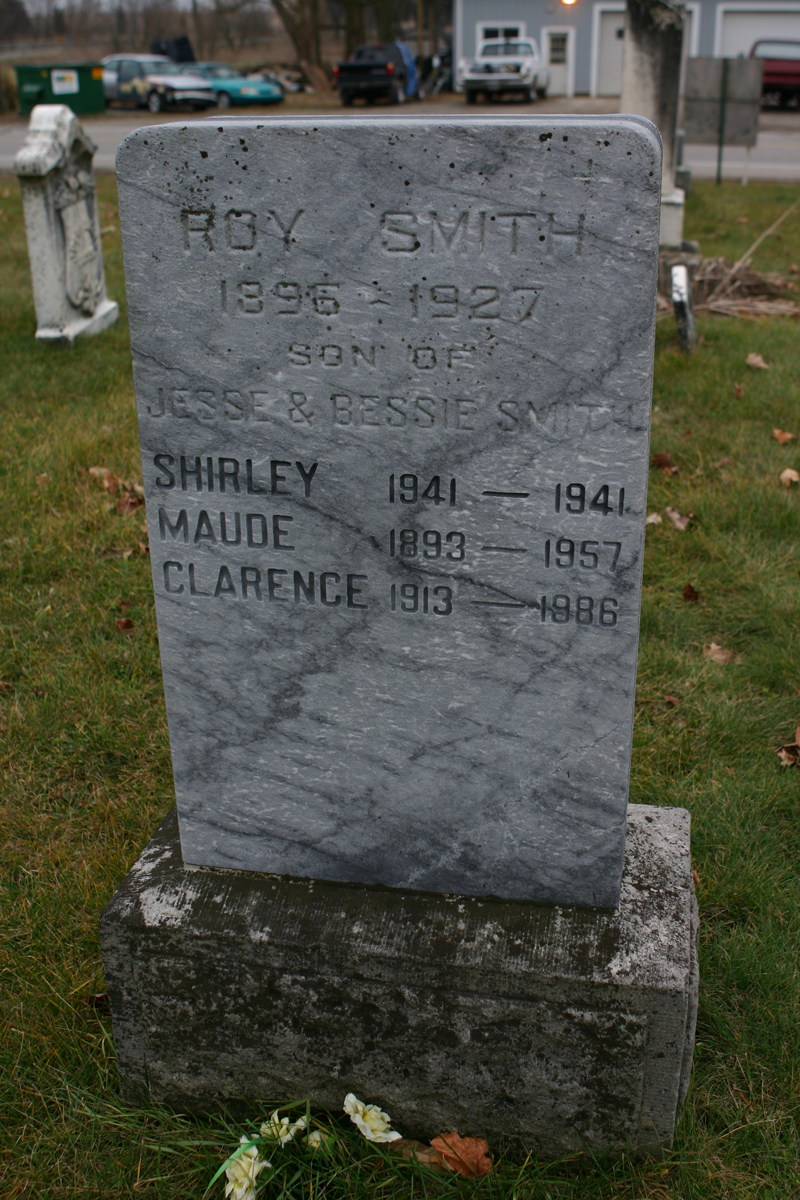 ROY SMITH
1896 - 1927
SON OF
JESSE & BESSIE SMITH
SHIRLEY 1941 — 1941
MAUDE 1893 — 1957
CLARENCE 1913 — 1986